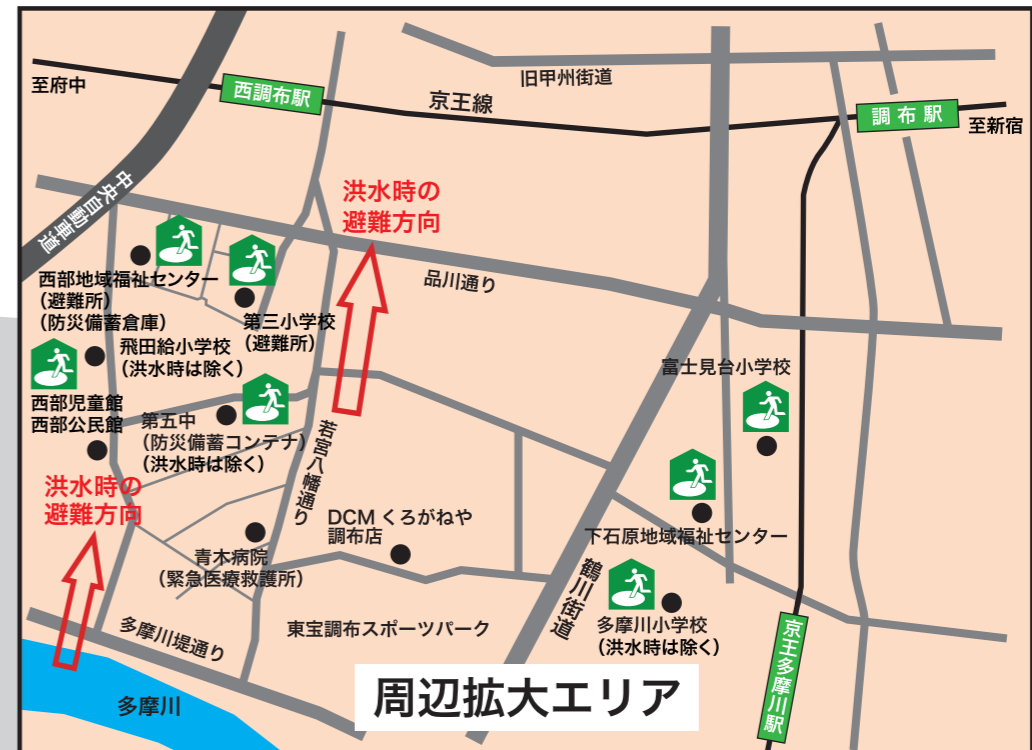 旧甲州街道
至府中
西調布駅
京王線
調布駅
至新宿
中央自動車道
洪水時の
避難方向
品川通り
西部地域福祉センター
（避難所）
（防災備蓄倉庫）
第三小学校
（避難所）
飛田給小学校
（洪水時は除く）
富士見台小学校
西部児童館
西部公民館
第五中
（防災備蓄コンテナ）
（洪水時は除く）
若宮八幡通り
洪水時の
避難方向
DCM くろがねや
調布店
下石原地域福祉センター
青木病院
（緊急医療救護所）
鶴川街道
多摩川小学校
（洪水時は除く）
多摩川堤通り
東宝調布スポーツパーク
京王多摩川駅
周辺拡大エリア
多摩川